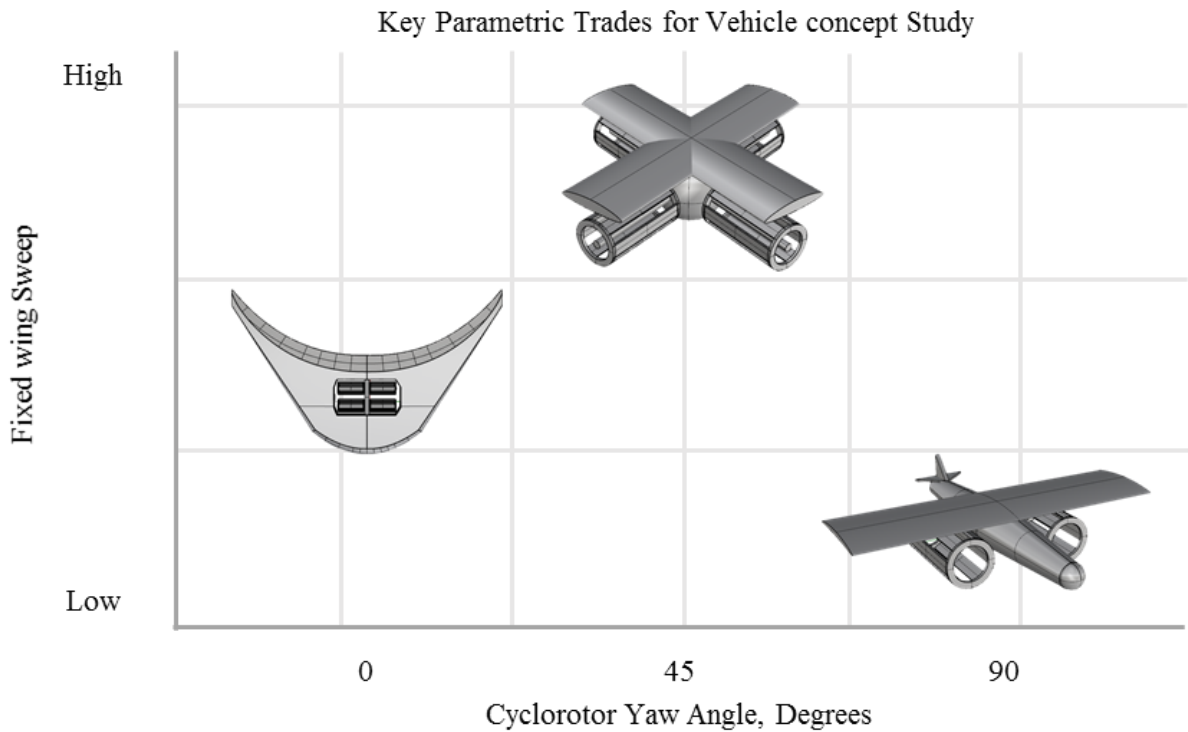 Key Parametric Trades for Vehicle concept Study
High
Fixed wing Sweep
Low
0 45 90
Cyclorotor Yaw Angle, Degrees